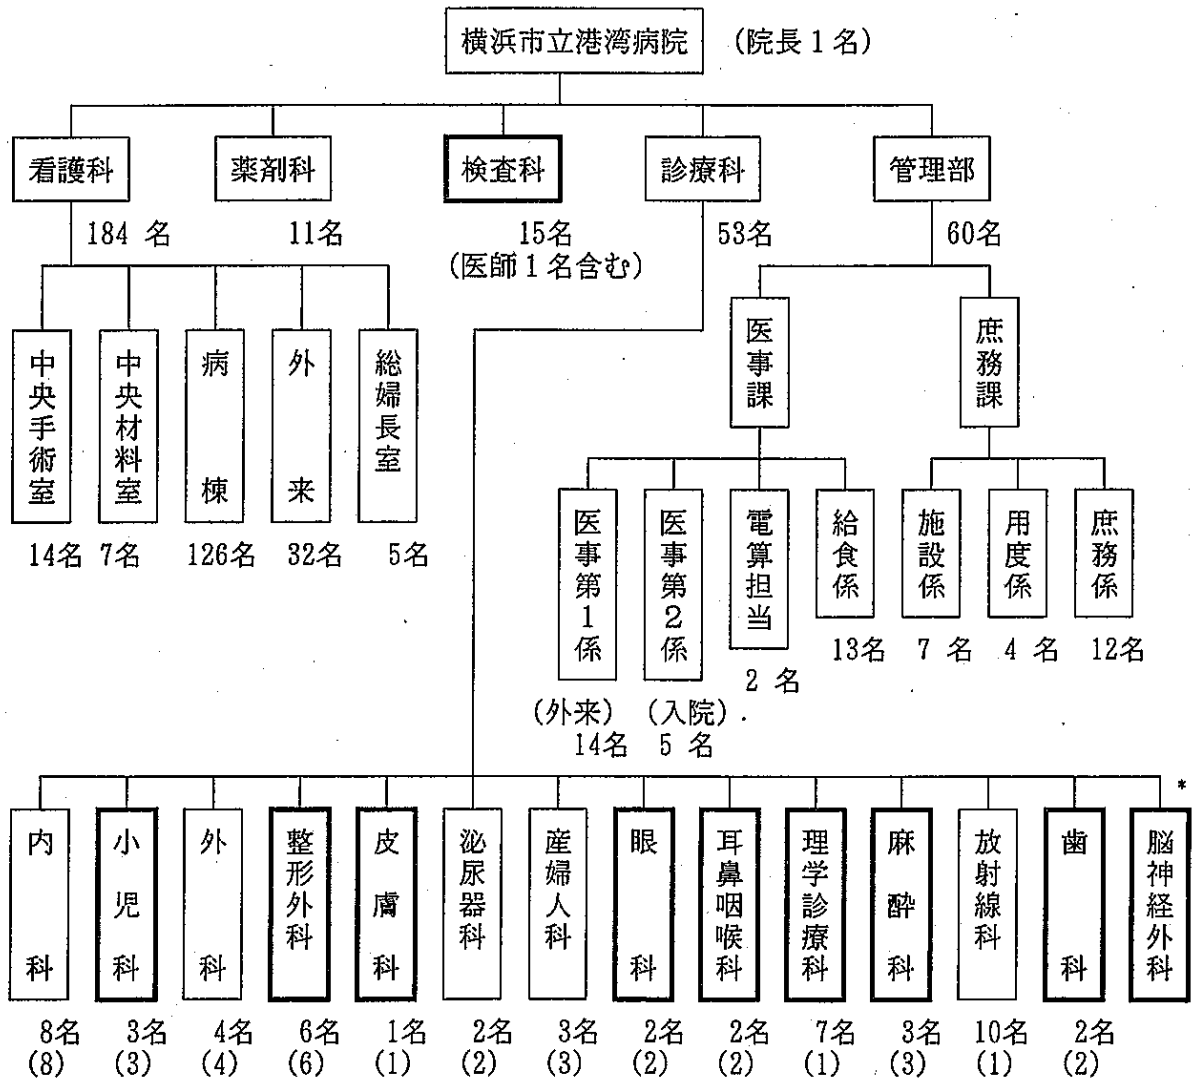 横浜市立港湾病院 (院長1名)
看護科 薬剤科 検査科 診療科 管理部
184 名 11名 15名 53名 60名
(医師1名含む)
医事課 庶務課
中央手術室 中央材料室 病棟 外来 総婦長室
14名 7名 126名 32名 5名
医事第1係 医事第2係 電算担当 給食係 施設係 用度係 庶務係
13名 7 名 4 名 12名
2 名
(外来) (入院)
14名 5 名
*
内科 小児科 外科 整形外科 皮膚科 泌尿器科 産婦人科 眼科 耳鼻咽喉科 理学診療科 麻酔科 放射線科 歯科 脳神経外科
8名 3名 4名 6名 1名 2名 3名 2名 2名 7名 3名 10名 2名
(8) (3) (4) (6) (1) (2) (3) (2) (2) (1) (3) (1) (2)